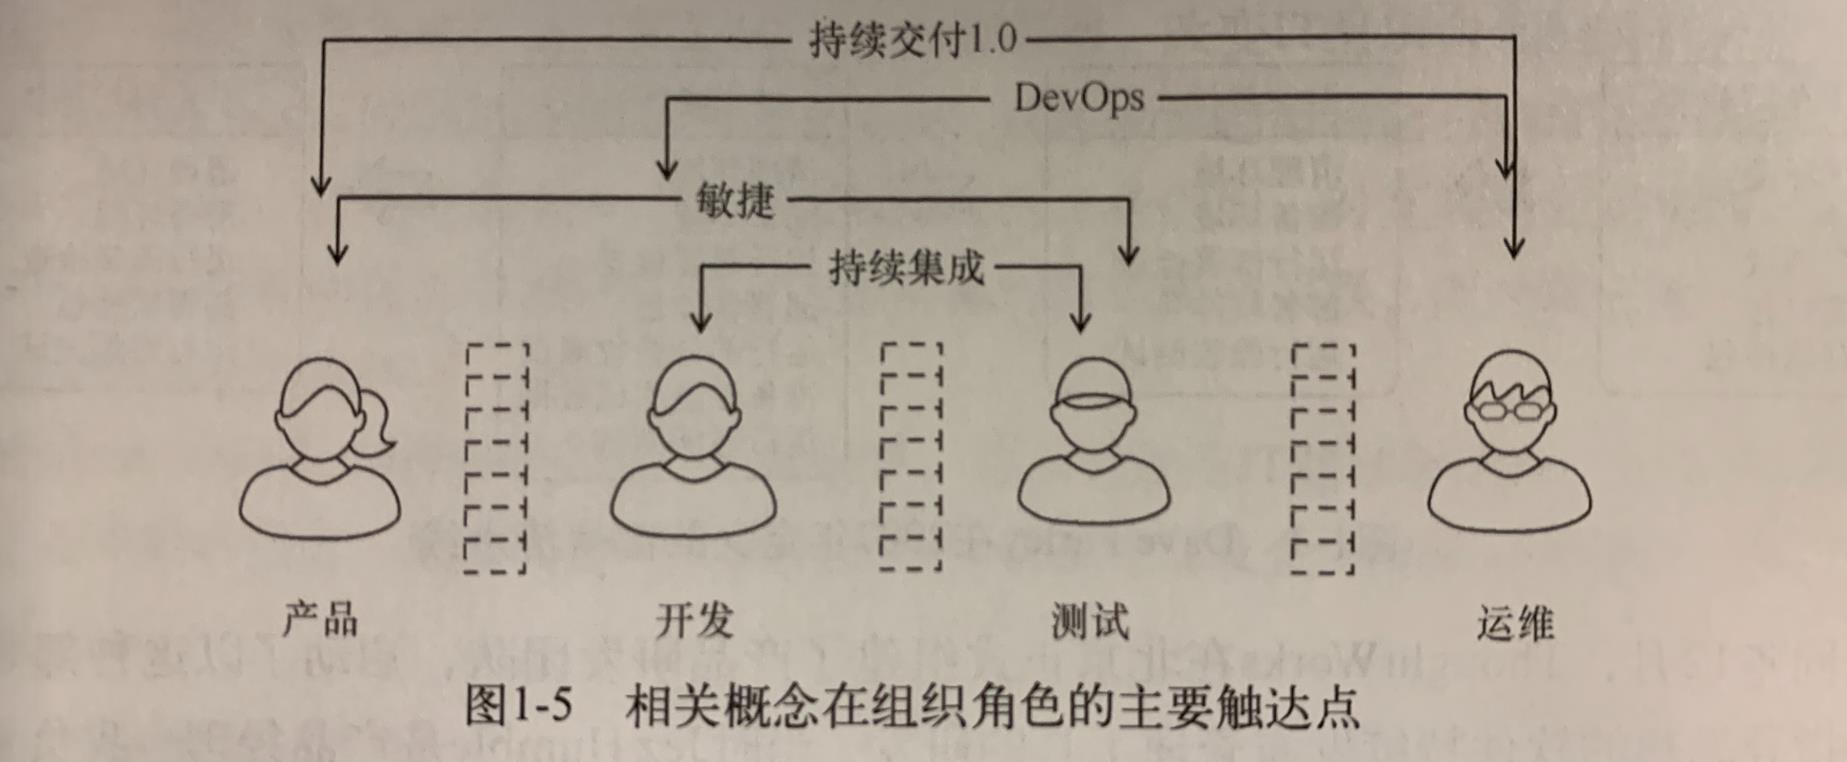 持续交付1.0
DevOps
敏捷
持续集成
产品 开发 测试 运维
图1-5 相关概念在组织角色的主要触达点